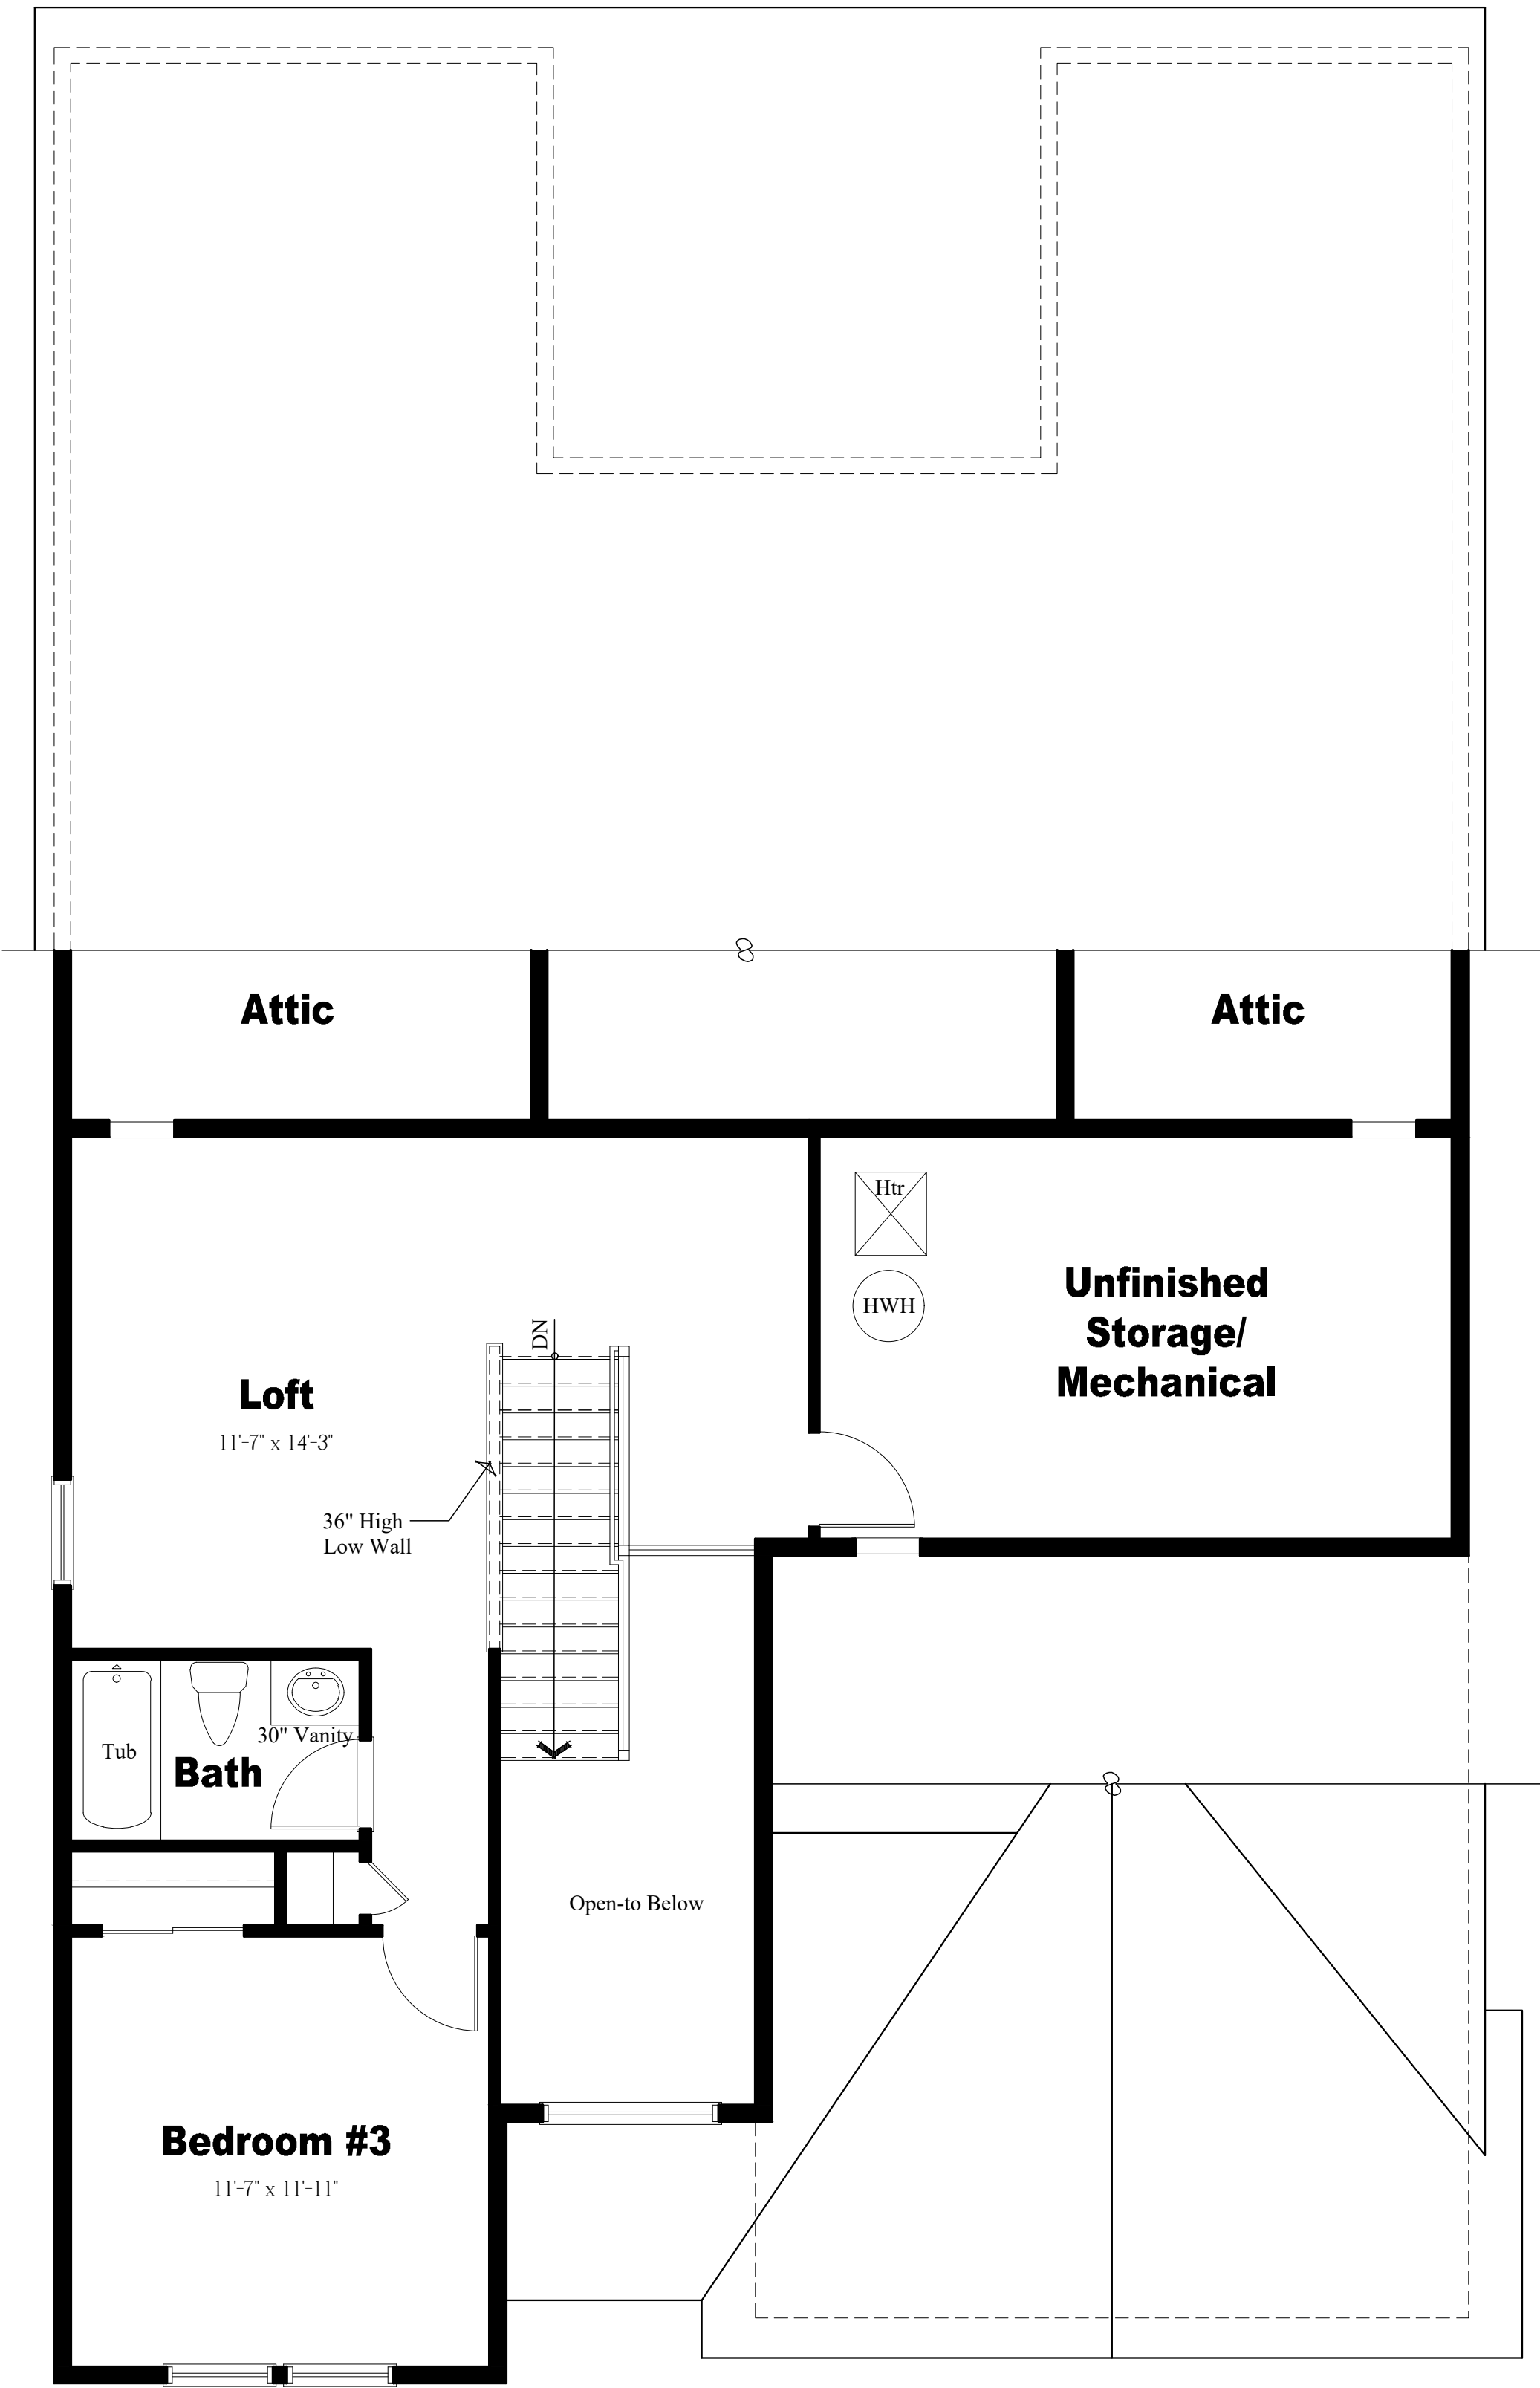 Attic
Attic
Htr
HWH
Unfinished
Storage/
Mechanical
DN
Loft
11'-7" x 14'-3"
36" High
Low Wall
30" Vanity
Tub
Bath
Open-to Below
Bedroom #3
11'-7" x 11'-11"